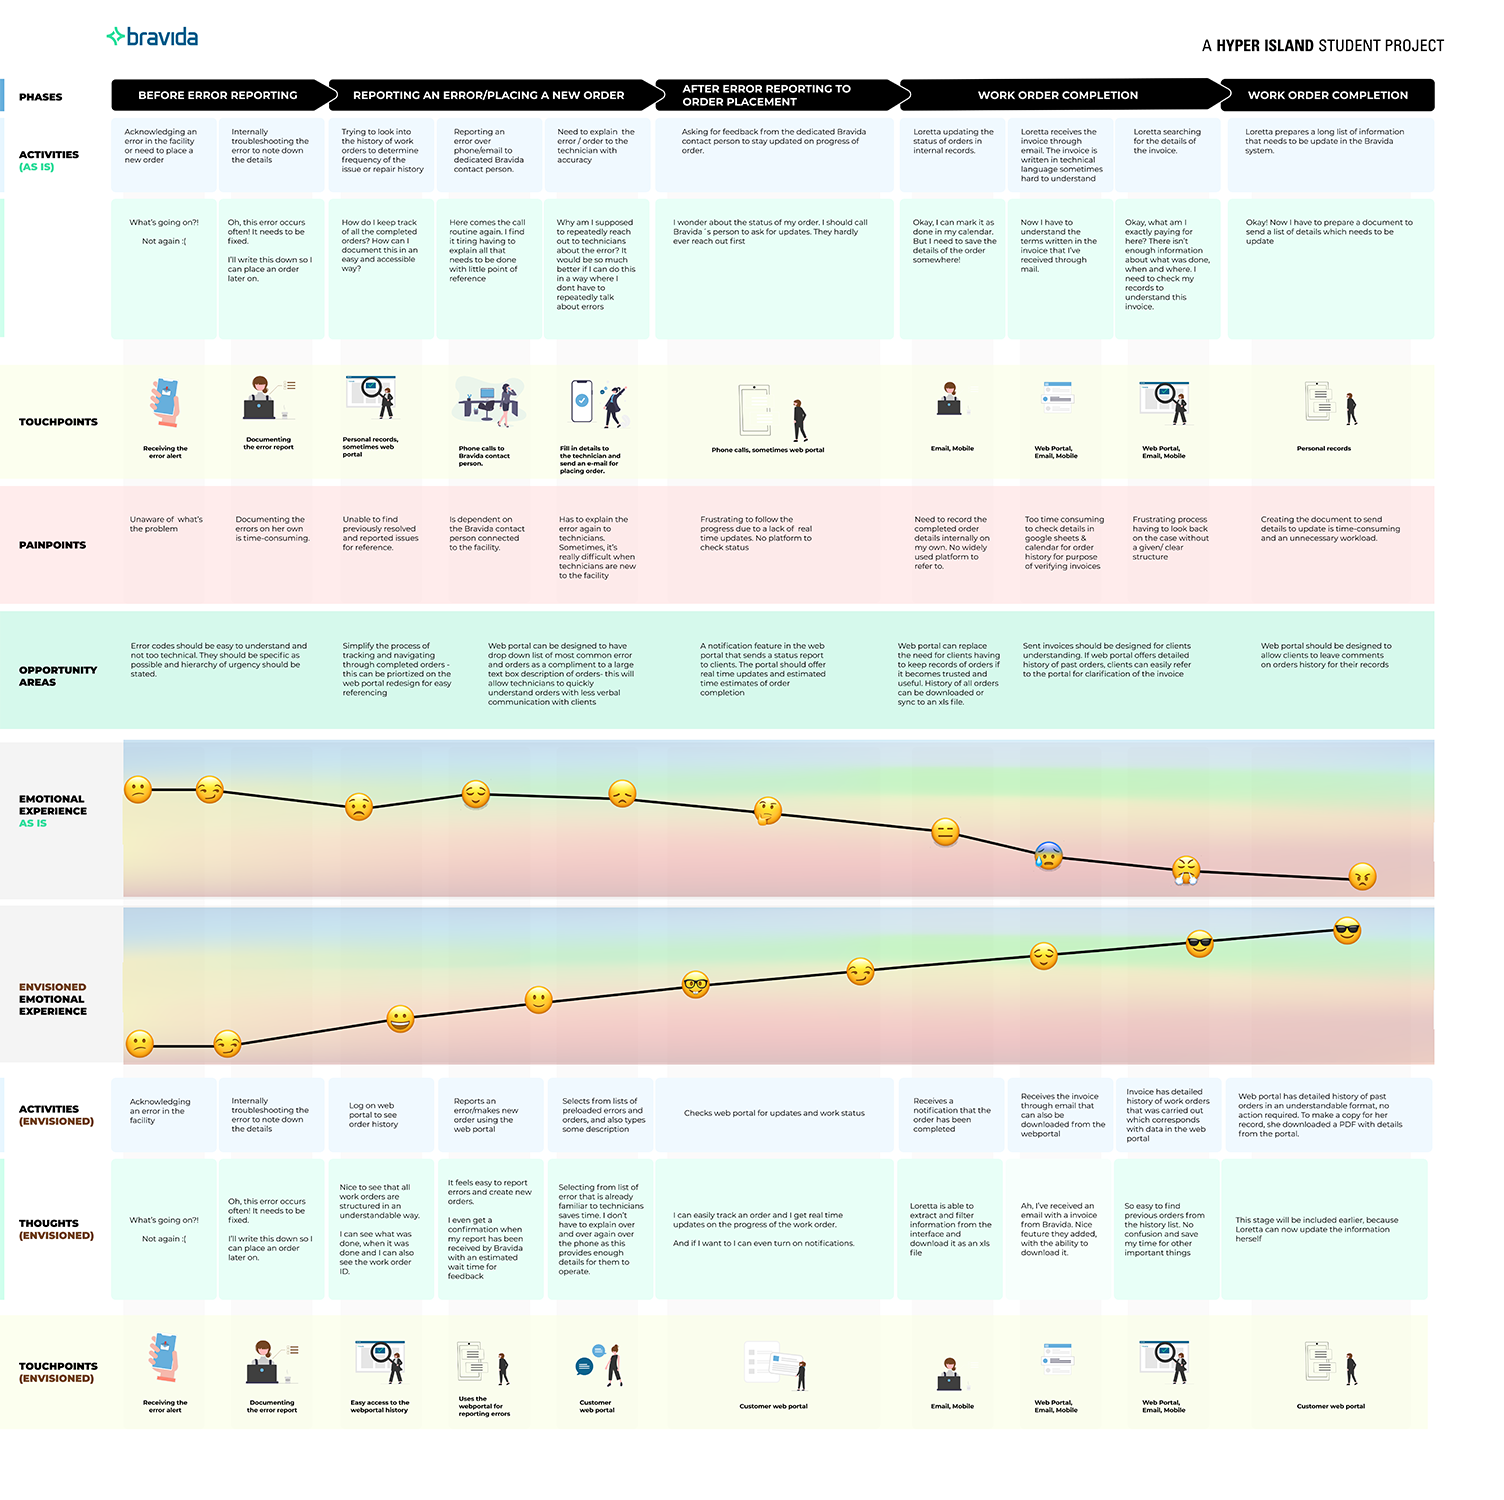 bravida
A HYPER ISLAND STUDENT PROJECT
PHASES
BEFORE ERROR REPORTING
REPORTING AN ERROR/PLACING A NEW ORDER
AFTER ERROR REPORTING TO
ORDER PLACEMENT
WORK ORDER COMPLETION
WORK ORDER COMPLETION
ACTIVITIES
(AS IS)
Acknowledging an
error in the facility
or need to place a
new order
Internally
troubleshooting the
error to note down
the details
Trying to look into
the history of work
orders to determine
frequency of the
issue or repair history
Reporting an
error over
phone/email to
dedicated Bravida
contact person.
Need to explain the
error / order to the
technician with
accuracy
Asking for feedback from the dedicated Bravida
contact person to stay updated on progress of
order.
Loretta updating the
status of orders in
internal records.
Loretta receives the
invoice through
email. The invoice is
written in technical
language sometimes
hard to understand
Loretta searching
for the details of
the invoice.
Loretta prepares a long list of information
that needs to be update in the Bravida
system.
What's going on?!
Not again :(
Oh, this error occurs
often! It needs to be
fixed.
I'll write this down so I
can place an order
later on.
How do I keep track
of all the completed
orders? How can I
document this in an
easy and accessible
way?
Here comes the call
routine again. I find
it tiring having to
explain all that
needs to be done
with little point of
reference
Why am I supposed
to repeatedly reach
out to technicians
about the error? It
would be so much
better if I can do this
in a way where I
dont have to
repeatedly talk
about errors
I wonder about the status of my order. I should call
Bravida´s person to ask for updates. They hardly
ever reach out first
Okay, I can mark it as
done in my calendar.
But I need to save the
details of the order
somewhere!
Now I have to
understand the
terms written in the
invoice that I've
received through
mail.
Okay, what am I
exactly paying for
here? There isn't
enough information
about what was done,
when and where. I
need to check my
records to
understand this
invoice.
Okay! Now I have to prepare a document to
send a list of details which needs to be
update
TOUCHPOINTS
Receiving the
error alert
Documenting
the error report
Personal records,
sometimes web
portal
Phone calls to
Bravida contact
person.
Fill in details to
the technician and
send an e-mail for
placing order.
Phone calls, sometimes web portal
Email, Mobile
Web Portal,
Email, Mobile
Web Portal,
Email, Mobile
Personal records
PAINPOINTS
Unaware of what's
the problem
Documenting the
errors on her own
is time-consuming.
Unable to find
previously resolved
and reported issues
for reference.
Is dependent on
the Bravida contact
person connected
to the facility.
Has to explain the
error again to
technicians.
Sometimes, it's
really difficult when
technicians are new
to the facility
Frustrating to follow the
progress due to a lack of real
time updates. No platform to
check status
Need to record the
completed order
details internally on
my own. No widely
used platform to
refer to.
Too time consuming
to check details in
google sheets &
calendar for order
history for purpose
of verifying invoices
Frustrating process
having to look back
on the case without
a given/ clear
structure
Creating the document to send
details to update is time-consuming
and an unnecessary workload.
OPPORTUNITY
AREAS
Error codes should be easy to understand and
not too technical. They should be specific as
possible and hierarchy of urgency should be
stated.
Simplify the process of
tracking and navigating
through completed orders -
this can be prioritized on the
web portal redesign for easy
referencing
Web portal can be designed to have
drop down list of most common error
and orders as a compliment to a large
text box description of orders- this will
allow technicians to quickly
understand orders with less verbal
communication with clients
A notification feature in the web
portal that sends a status report
to clients. The portal should offer
real time updates and estimated
time estimates of order
completion
Web portal can replace
the need for clients having
to keep records of orders if
it becomes trusted and
useful. History of all orders
can be downloaded or
sync to an xls file.
Sent invoices should be designed for clients
understanding. If web portal offers detailed
history of past orders, clients can easily refer
to the portal for clarification of the invoice
Web portal should be designed to
allow clients to leave comments
on orders history for their records
EMOTIONAL
EXPERIENCE
AS IS
ENVISIONED
EMOTIONAL
EXPERIENCE
ACTIVITIES
(ENVISIONED)
Acknowledging
an error in the
facility
Internally
troubleshooting the
error to note down
the details
Log on web
portal to see
order history
Reports an
error/makes new
order using the
web portal
Selects from lists of
preloaded errors and
orders, and also types
some description
Checks web portal for updates and work status
Receives a
notification that the
order has been
completed
Receives the invoice
through email that
can also be
downloaded from the
webportal
Invoice has detailed
history of work orders
that was carried out
which corresponds
with data in the web
portal
Web portal has detailed history of past
orders in an understandable format, no
action required. To make a copy for her
record, she downloaded a PDF with details
from the portal.
THOUGHTS
(ENVISIONED)
What's going on?!
Not again :(
Oh, this error occurs
often! It needs to be
fixed.
I'll write this down so I
can place an order
later on.
Nice to see that all
work orders are
structured in an
understandable way.
I can see what was
done, when it was
done and I can also
see the work order
ID.
It feels easy to report
errors and create new
orders.
I even get a
confirmation when
my report has been
received by Bravida
with an estimated
wait time for
feedback
Selecting from list of
error that is already
familiar to technicians
saves time. I don't
have to explain over
and over again over
the phone as this
provides enough
details for them to
operate.
I can easily track an order and I get real time
updates on the progress of the work order.
And if I want to I can even turn on notifications.
Loretta is able to
extract and filter
information from the
interface and
download it as an xls
file
Ah, I've received an
email with a invoice
from Bravida. Nice
feuture they added,
with the ability to
download it.
So easy to find
previous orders from
the history list. No
confusion and save
my time for other
important things
This stage will be included earlier, because
Loretta can now update the information
herself
TOUCHPOINTS
(ENVISIONED)
Receiving the
error alert
Documenting
the error report
Easy access to the
webportal history
Uses the
webportal for
reporting errors
Customer
web portal
Customer web portal
Email, Mobile
Web Portal,
Email, Mobile
Web Portal,
Email, Mobile
Customer web portal